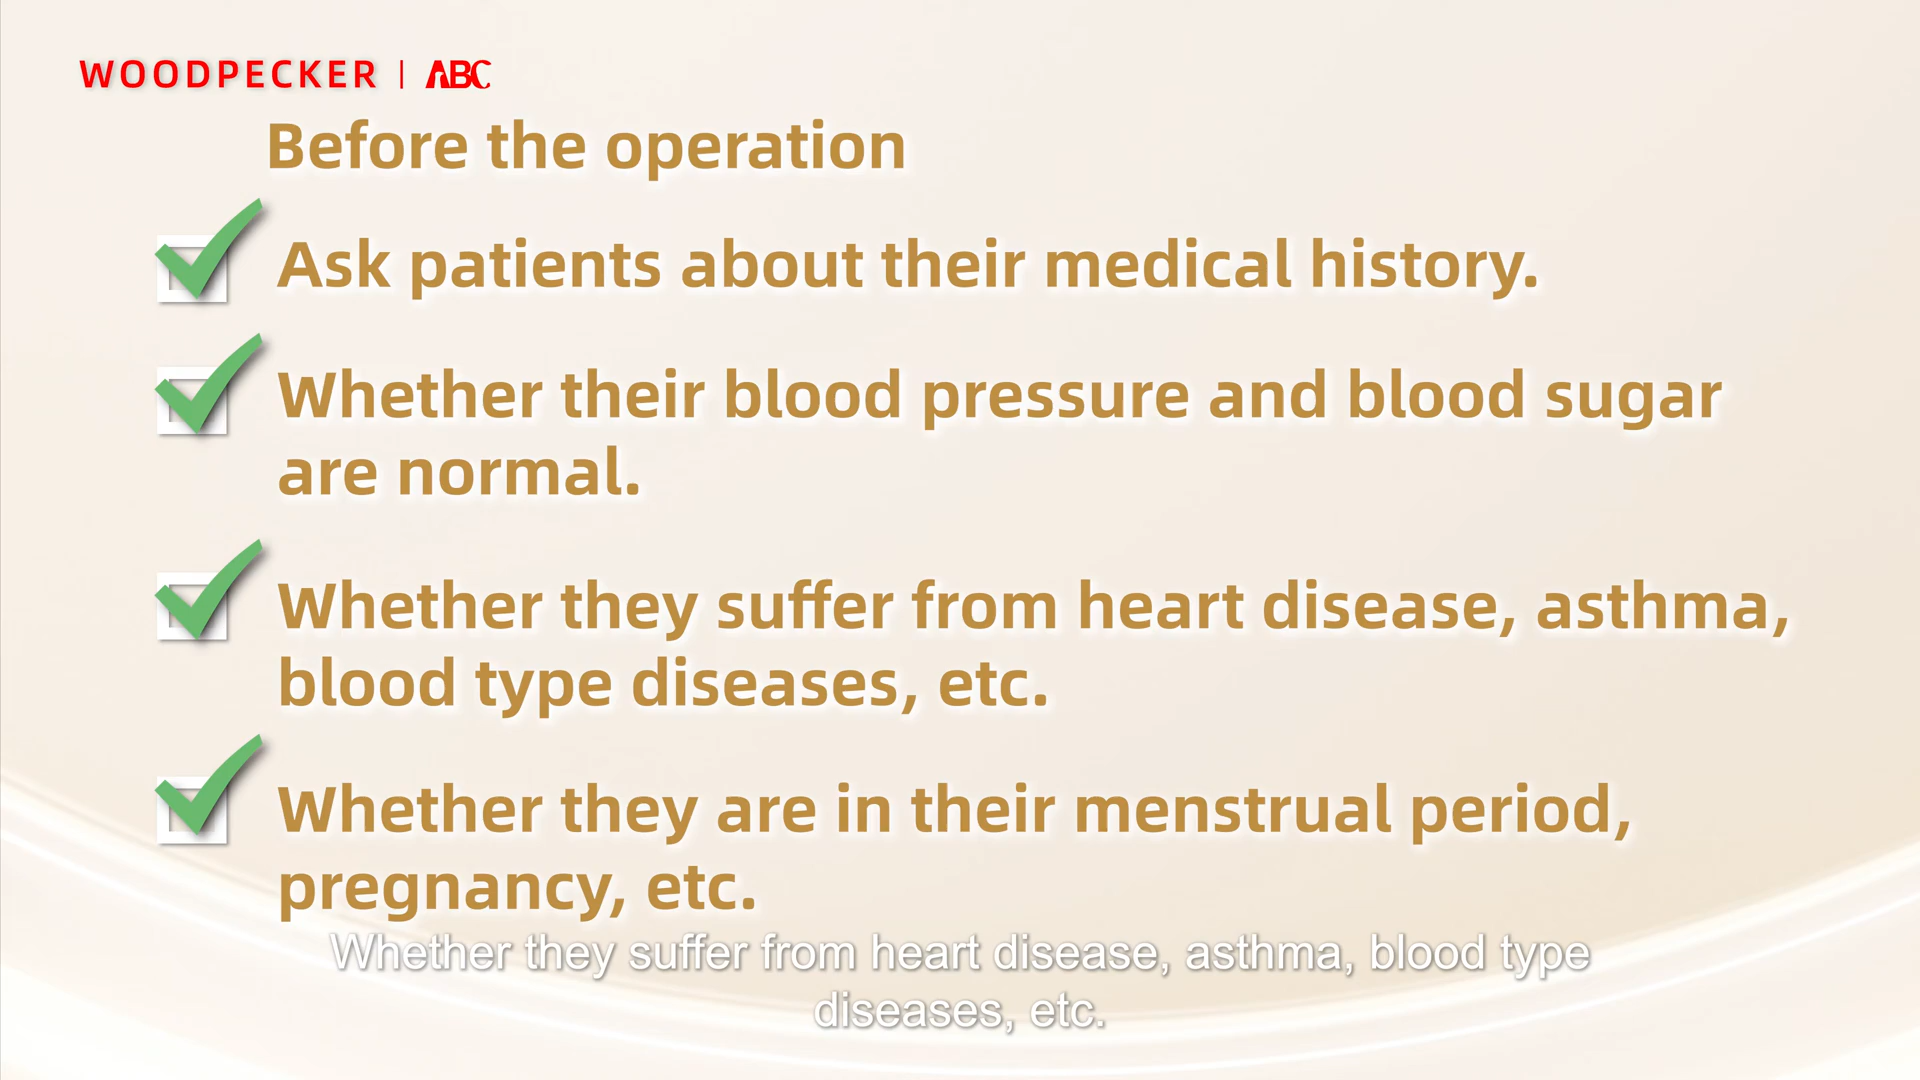 WOODPECKER | ABC
Before the operation
Ask patients about their medical history.
Whether their blood pressure and blood sugar
are normal.
Whether they suffer from heart disease, asthma,
blood type diseases, etc.
Whether they are in their menstrual period,
pregnancy, etc.
Whether they suffer from heart disease, asthma, blood type
diseases, etc.